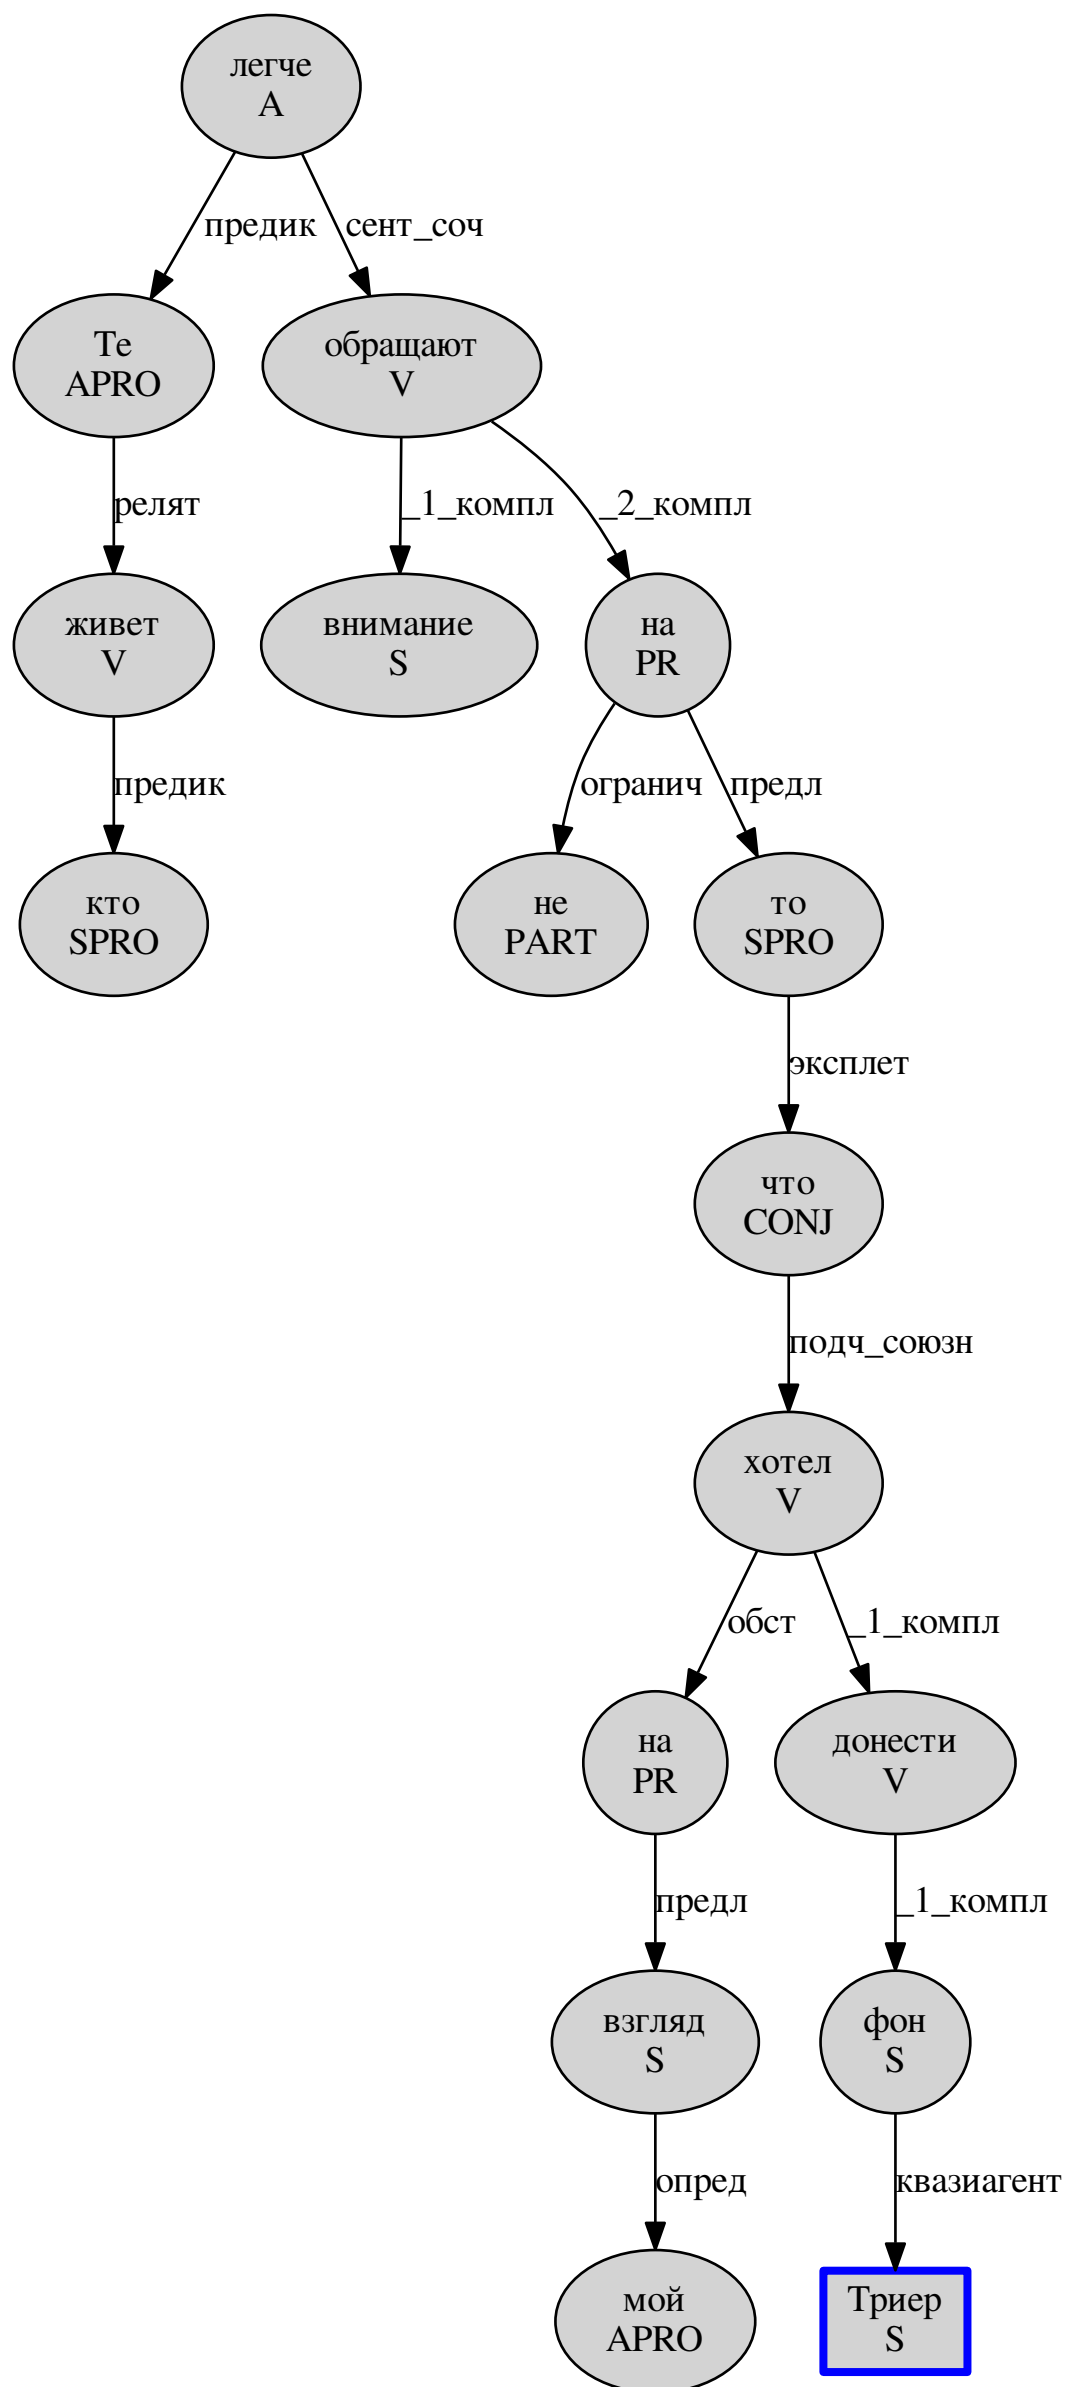 легче
A
предик
сент_соч
Те
APRO
обращают
V
релят
_1_компл
_2_компл
живет
V
внимание
S
на
PR
предик
огранич
предл
кто
SPRO
не
PART
то
SPRO
эксплет
что
CONJ
подч_союзн
хотел
V
обст
_1_компл
на
PR
донести
V
предл
_1_компл
взгляд
S
фон
S
опред
квазиагент
мой
APRO
Триер
S